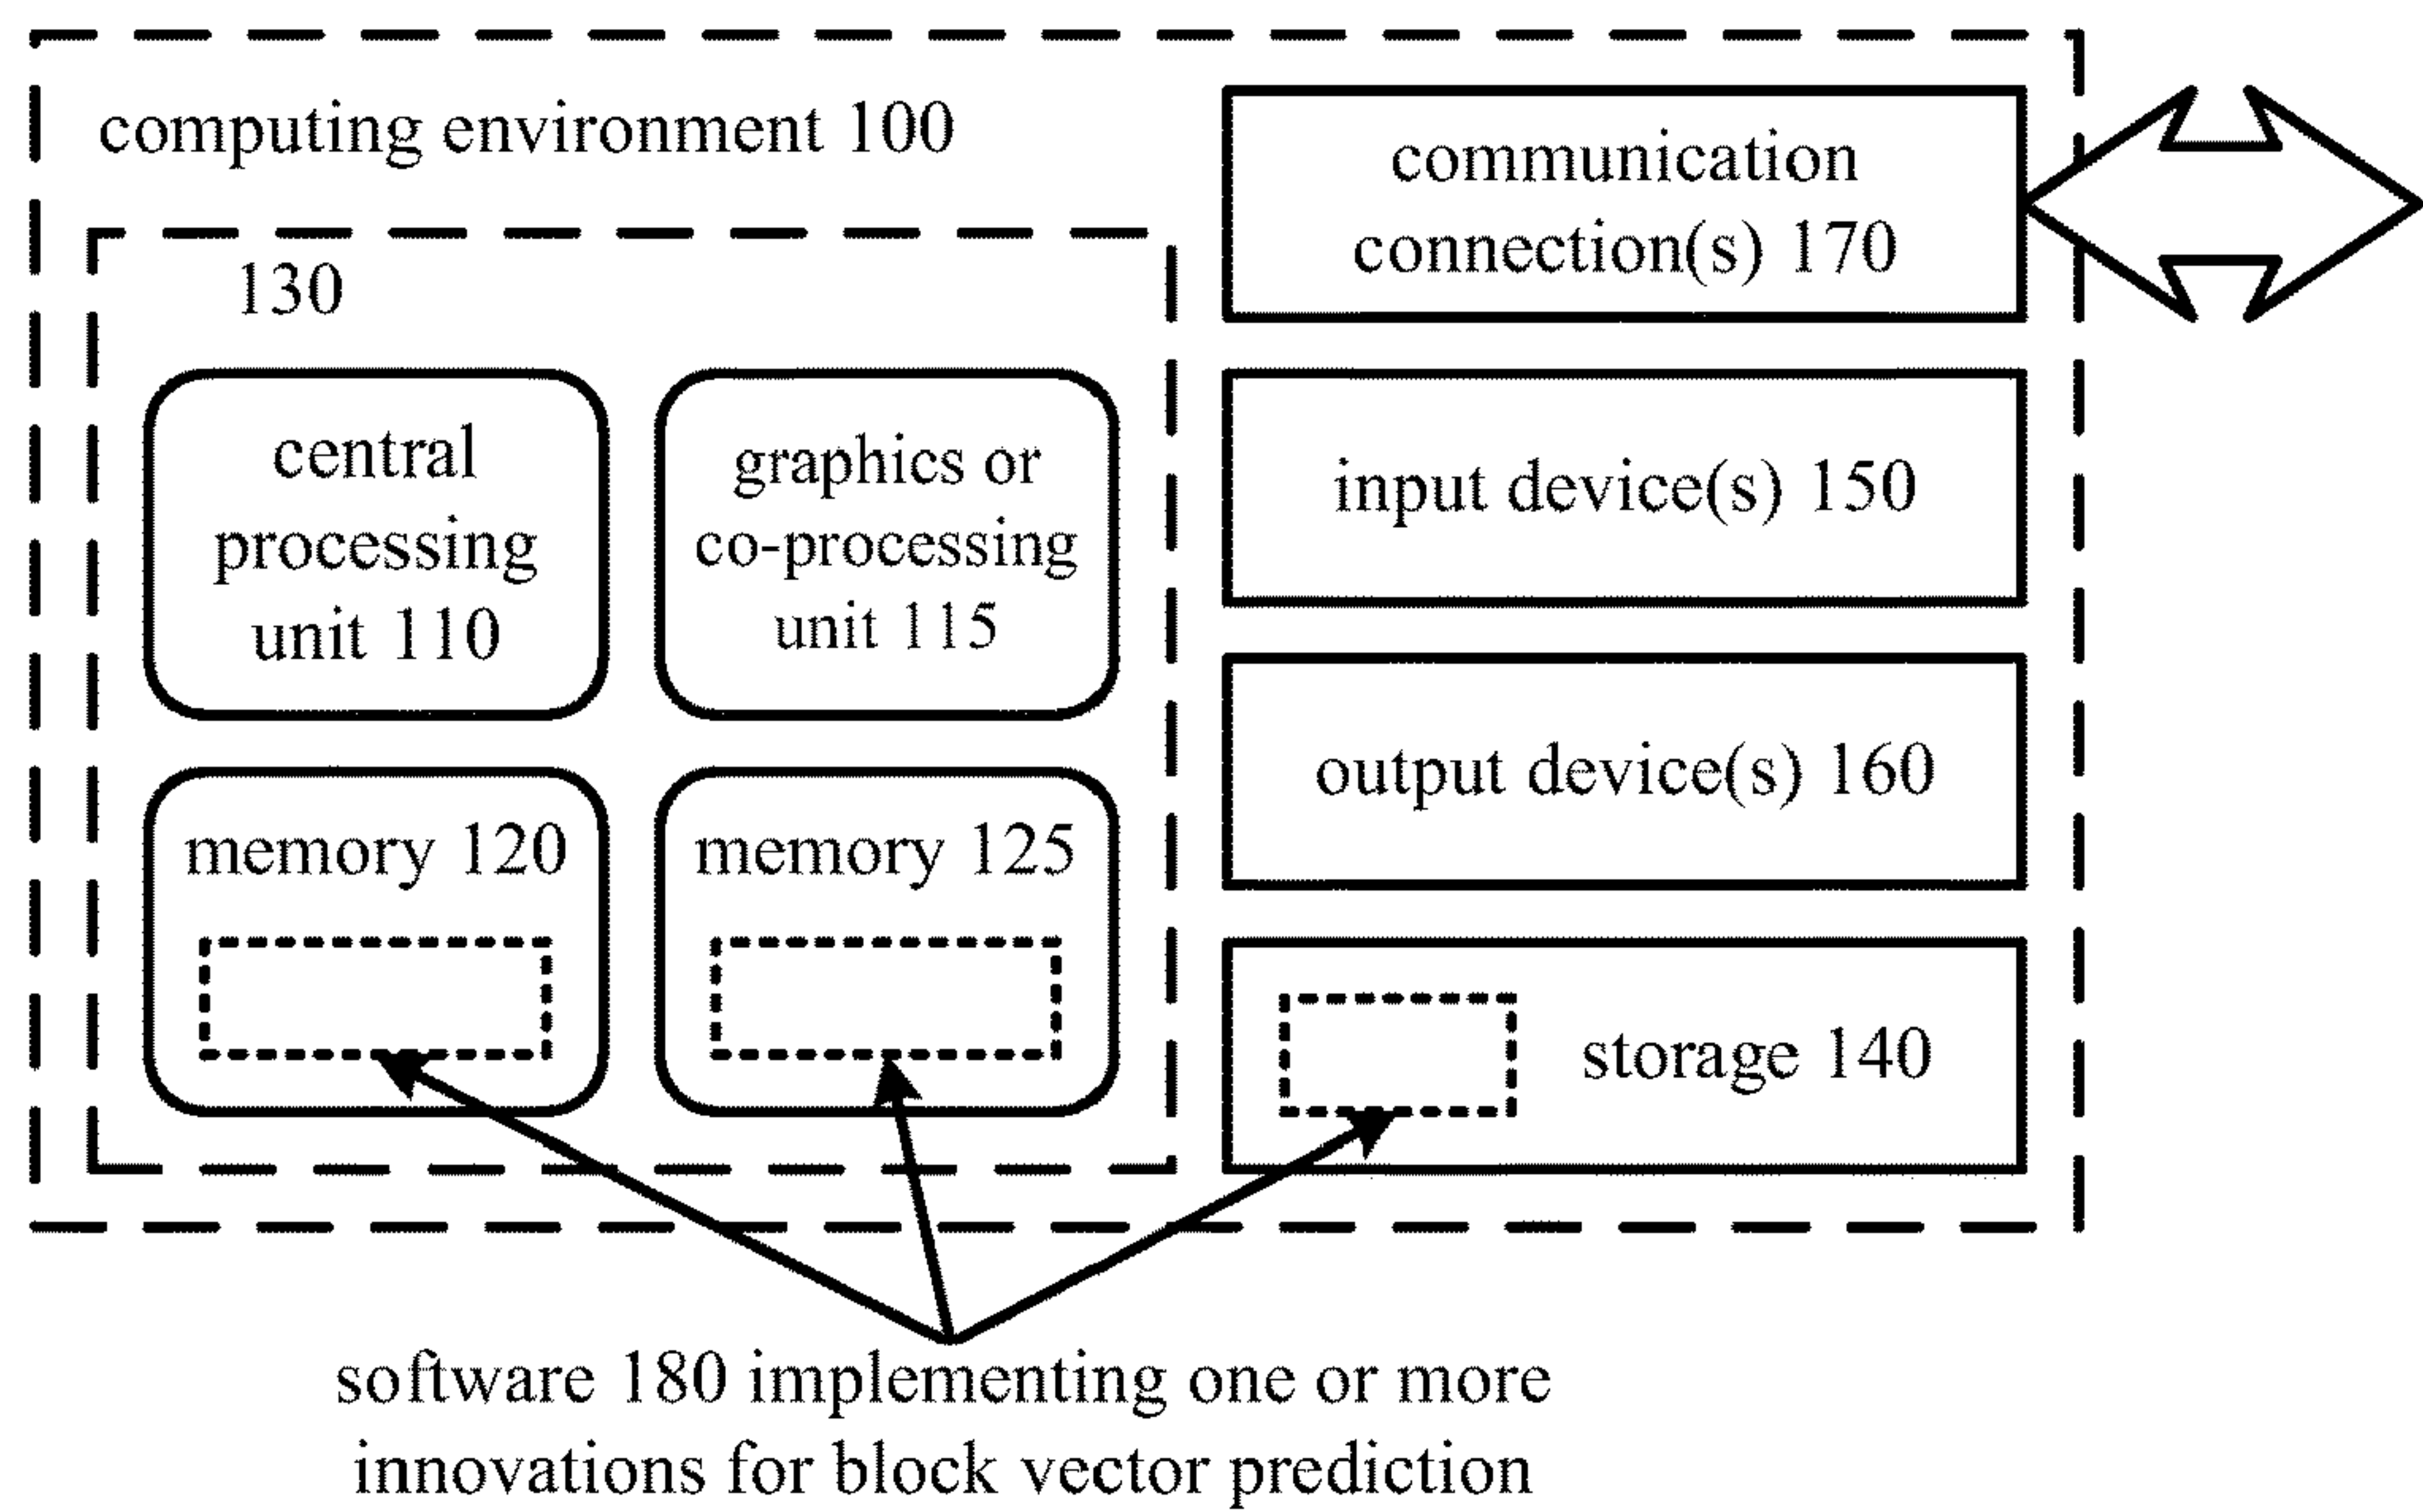 computing environment 100
130
central
processing
unit 110
graphics or
co-processing
unit 115
memory 120
memory 125
communication
connection(s) 170
input device(s) 150
output device(s) 160
storage 140
software 180 implementing one or more
innovations for block vector prediction